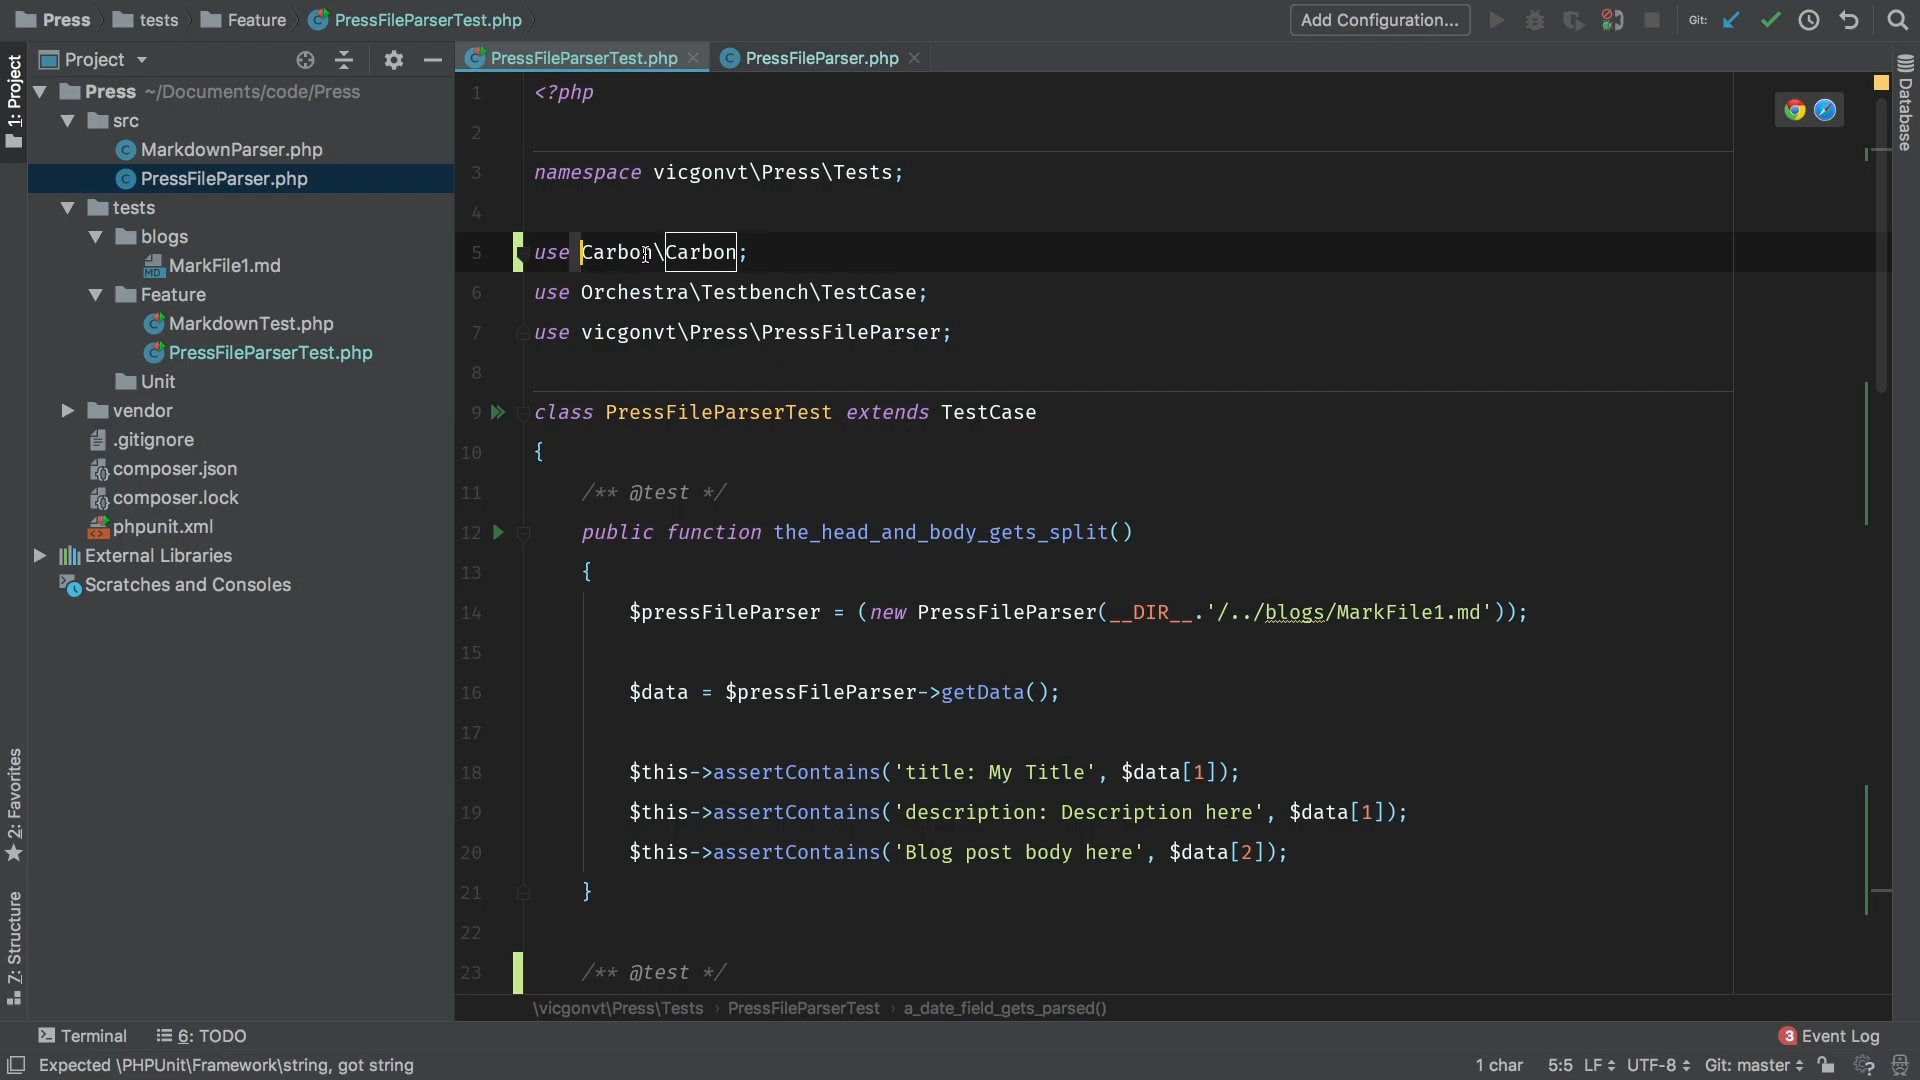 Press tests Feature PressFileParserTest.php Add Configuration... Git:
1: Project
Project
Press ~/Documents/code/Press
src
MarkdownParser.php
PressFileParser.php
tests
blogs
MarkFile1.md
Feature
MarkdownTest.php
PressFileParserTest.php
Unit
vendor
.gitignore
composer.json
composer.lock
phpunit.xml
External Libraries
Scratches and Consoles
2: Favorites
Z: Structure
PressFileParserTest.php PressFileParser.php
1 <?php
2
3 namespace vicgonvt\Press\Tests;
4
5 use Carbon\Carbon;
6 use Orchestra\Testbench\TestCase;
7 use vicgonvt\Press\PressFileParser;
8
9 class PressFileParserTest extends TestCase
10 {
11 /** @test */
12 public function the_head_and_body_gets_split()
13 {
14 $pressFileParser = (new PressFileParser(__DIR__.'/../blogs/MarkFile1.md'));
15
16 $data = $pressFileParser->getData();
17
18 $this->assertContains('title: My Title', $data[1]);
19 $this->assertContains('description: Description here', $data[1]);
20 $this->assertContains('Blog post body here', $data[2]);
21 }
22
23 /** @test */
\vicgonvt\Press\Tests › PressFileParserTest › a_date_field_gets_parsed()
Database
Terminal 6: TODO 3 Event Log
Expected \PHPUnit\Framework\string, got string 1 char 5:5 LF UTF-8 Git: master